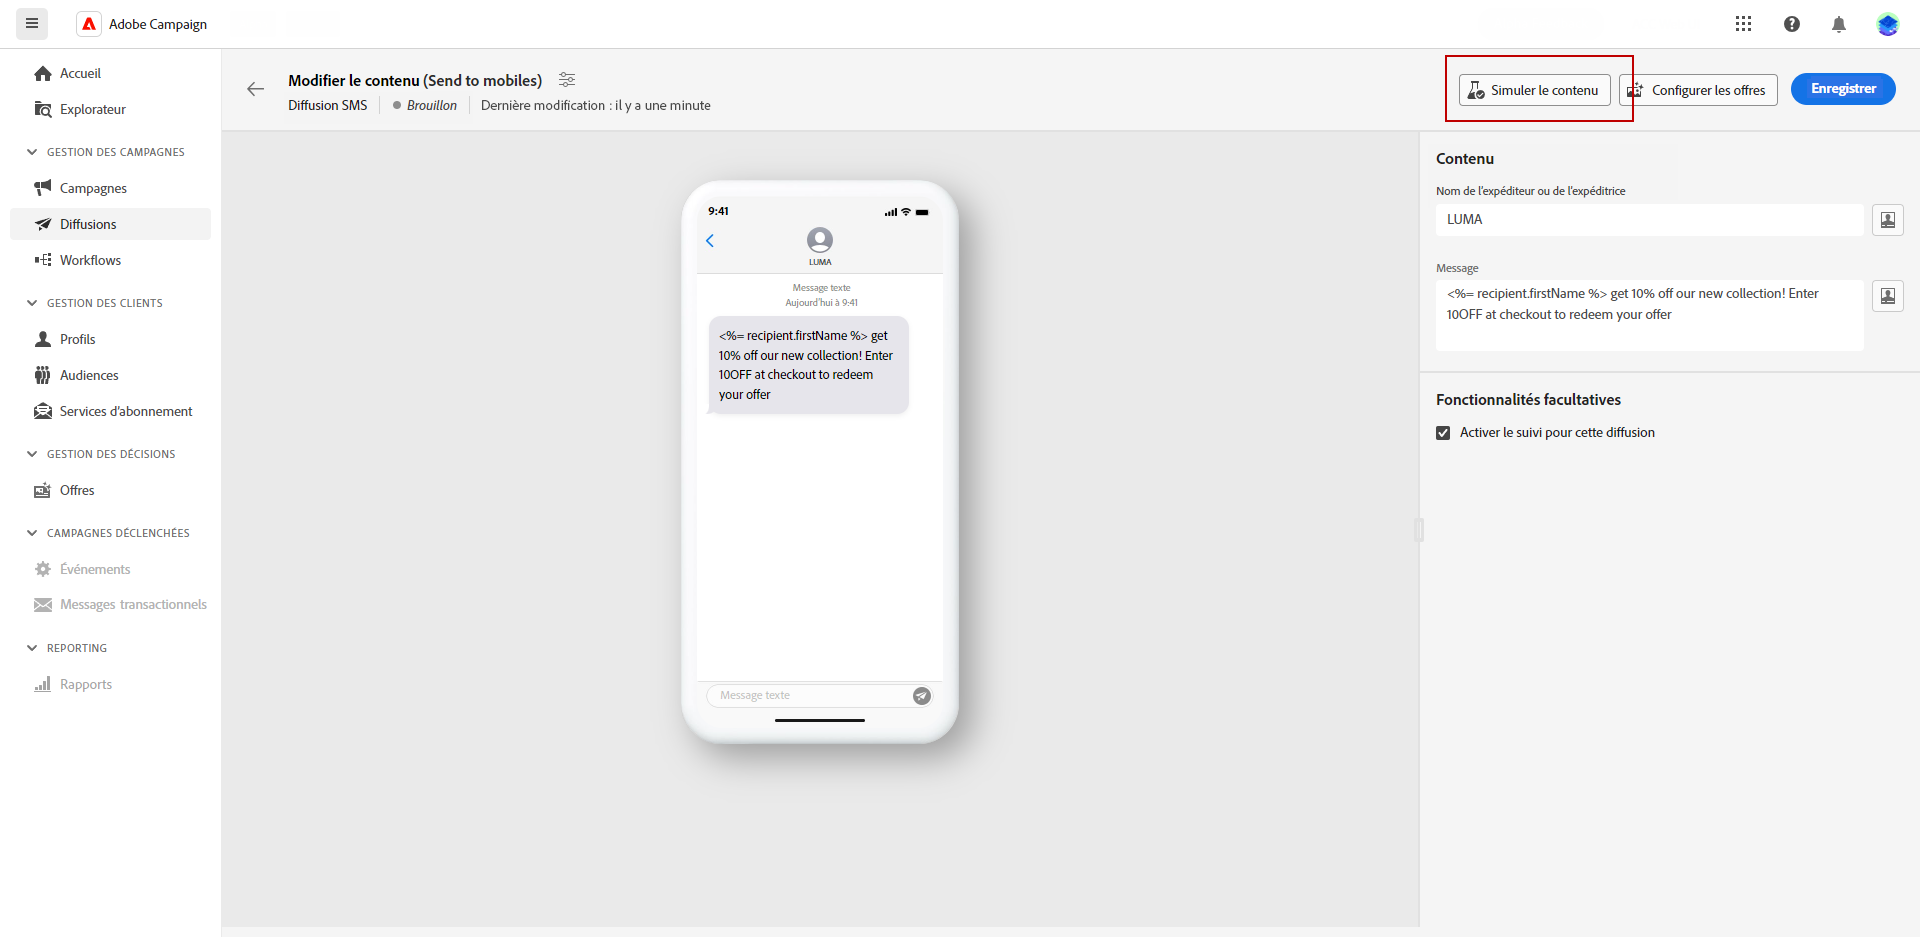 Adobe Campaign
Accueil
Explorateur
GESTION DES CAMPAGNES
Campagnes
Diffusions
Workflows
GESTION DES CLIENTS
Profils
Audiences
Services d'abonnement
GESTION DES DÉCISIONS
Offres
CAMPAGNES DÉCLENCHÉES
Événements
Messages transactionnels
REPORTING
Rapports
Modifier le contenu (Send to mobiles)
Diffusion SMS
Brouillon
Dernière modification : il y a une minute
Simuler le contenu
Configurer les offres
Enregistrer
9:41
LUMA
Message texte
Aujourd'hui à 9:41
<%= recipient.firstName %> get
10% off our new collection! Enter
10OFF at checkout to redeem
your offer
Message texte
Contenu
Nom de l'expéditeur ou de l'expéditrice
LUMA
Message
<%= recipient.firstName %> get 10% off our new collection! Enter
10OFF at checkout to redeem your offer
Fonctionnalités facultatives
Activer le suivi pour cette diffusion